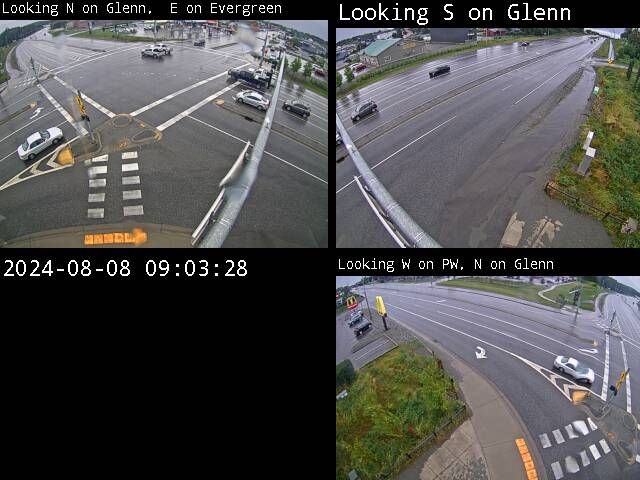 Looking N on Glenn,  E on Evergreen
Looking S on Glenn
2024-08-08 09:03:28
Looking W on PW, N on Glenn